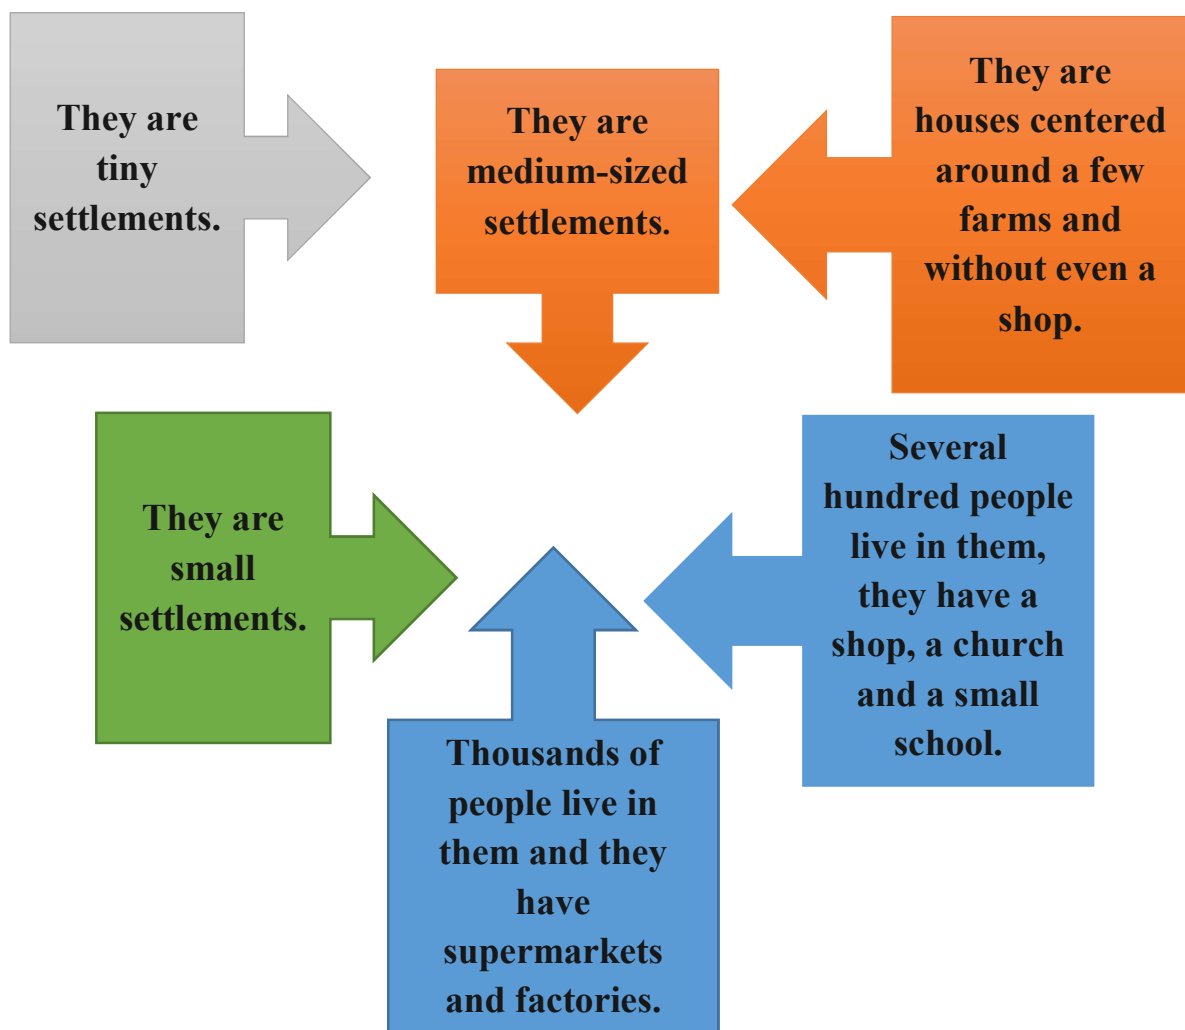 They are
tiny
settlements.
They are
medium-sized
settlements.
They are
houses centered
around a few
farms and
without even a
shop.
They are
small
settlements.
Several
hundred people
live in them,
they have a
shop, a church
and a small
school.
Thousands of
people live in
them and they
have
supermarkets
and factories.